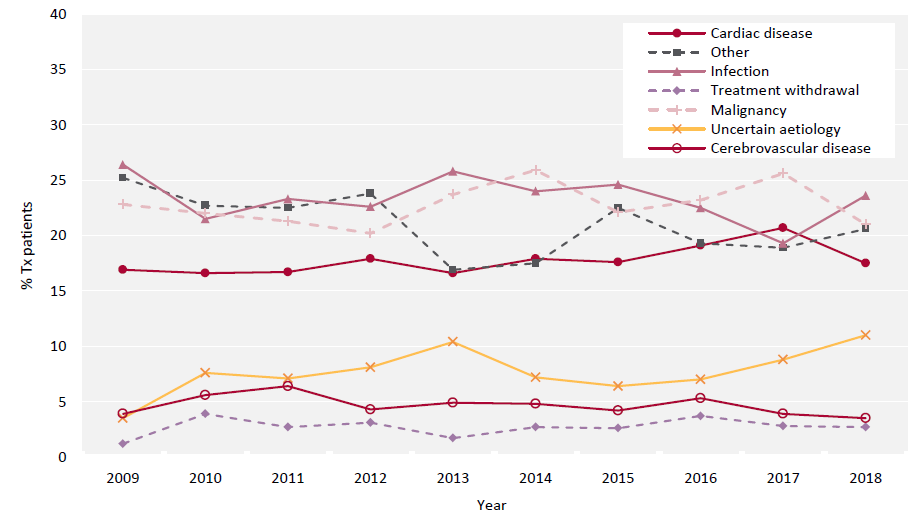 40
35
30
25
20
15
10
5
0
% Tx patients
Cardiac disease
Other
Infection
Treatment withdrawal
Malignancy
Uncertain aetiology
Cerebrovascular disease
2009 2010 2011 2012 2013 2014 2015 2016 2017 2018
Year